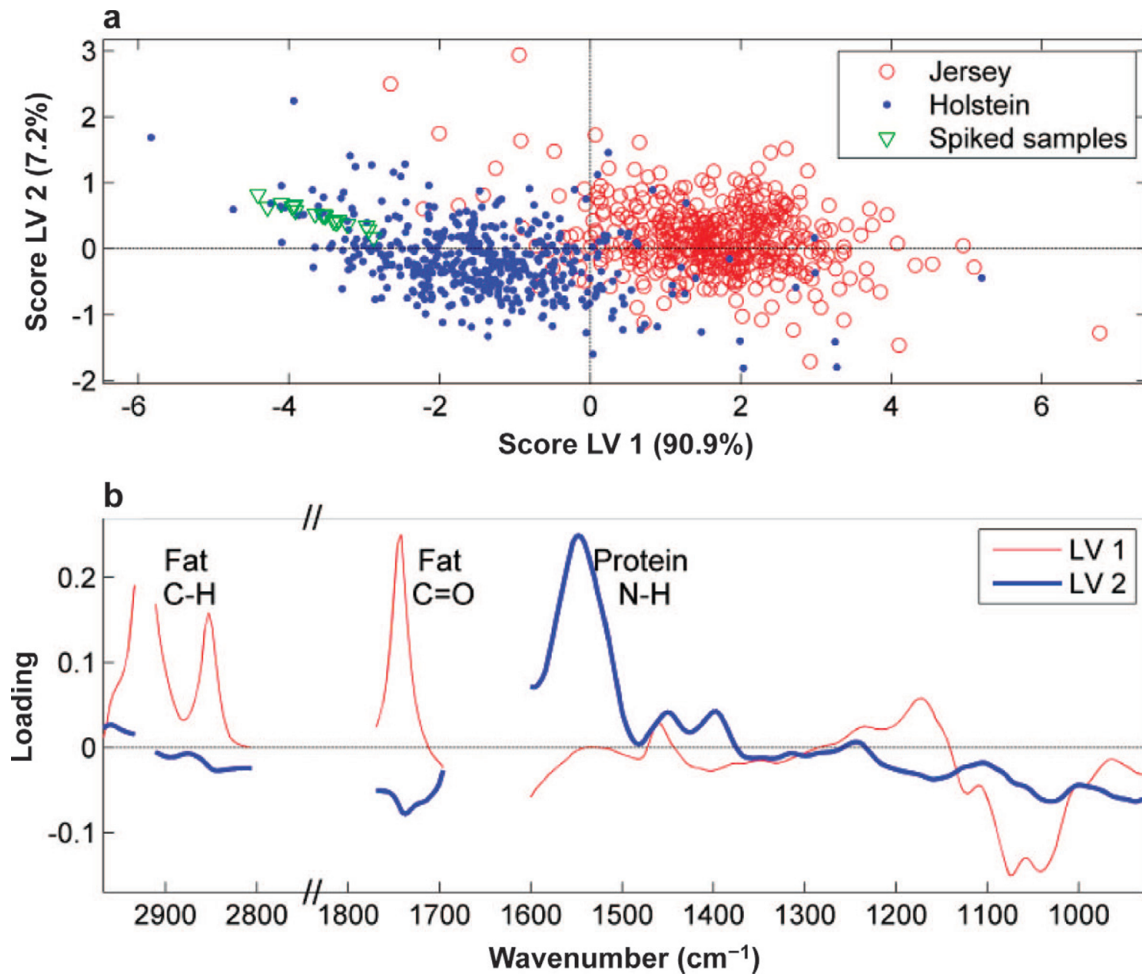 a
Score LV 2 (7.2%)
3
2
1
0
-1
-2
Jersey
Holstein
Spiked samples
-6 -4 -2 0 2 4 6
Score LV 1 (90.9%)
b
Loading
0.2
0.1
0
-0.1
//
Fat
C-H
Fat
C=O
Protein
N-H
LV 1
LV 2
//
2900 2800 1800 1700 1600 1500 1400 1300 1200 1100 1000
Wavenumber (cm⁻¹)